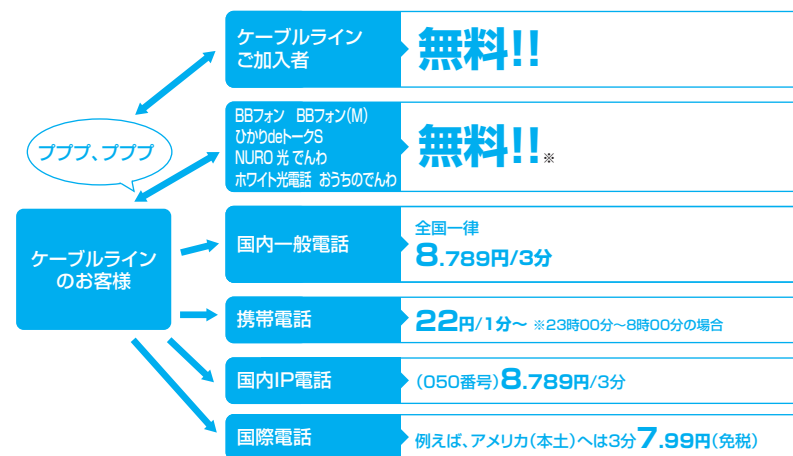 ケーブルライン
ご加入者
無料!!
BBフォン BBフォン(M)
ひかりdeトークS
NURO 光 でんわ
ホワイト光電話 おうちのでんわ
無料!!※
プププ、プププ
ケーブルライン
のお客様
国内一般電話
全国一律
8.789円/3分
携帯電話
22円/1分～ ※23時00分～8時00分の場合
国内IP電話
(050番号)8.789円/3分
国際電話
例えば、アメリカ(本土)へは3分7.99円(免税)